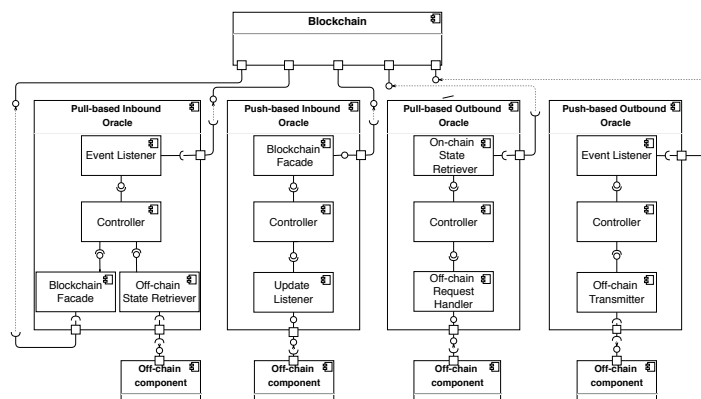 Blockchain
Pull-based Inbound
Oracle
Event Listener
Controller
Blockchain
Facade
Off-chain
State Retriever
Off-chain
component
Push-based Inbound
Oracle
Blockchain
Facade
Controller
Update
Listener
Off-chain
component
Pull-based Outbound
Oracle
On-chain
State
Retriever
Controller
Off-chain
Request
Handler
Off-chain
component
Push-based Outbound
Oracle
Event Listener
Controller
Off-chain
Transmitter
Off-chain
component